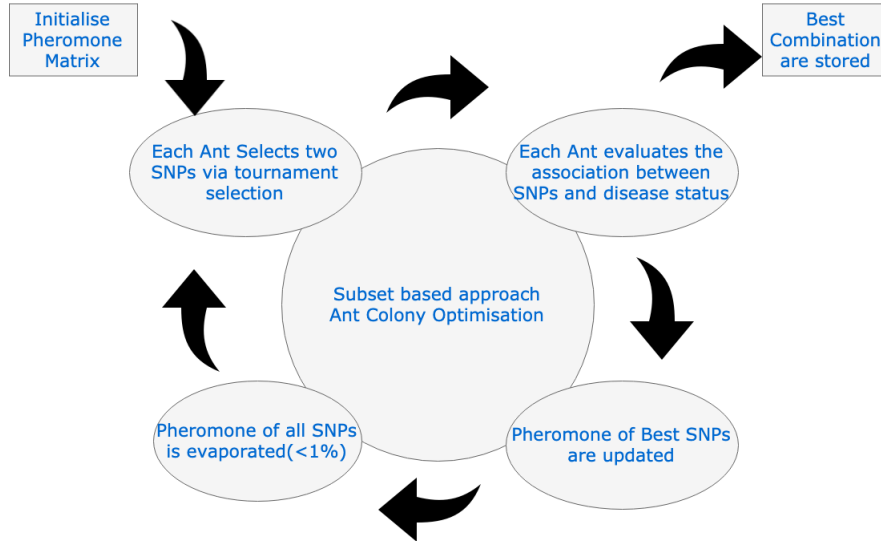 Initialise
Pheromone
Matrix
Best
Combination
are stored
Each Ant Selects two
SNPs via tournament
selection
Each Ant evaluates the
association between
SNPs and disease status
Subset based approach
Ant Colony Optimisation
Pheromone of all SNPs
is evaporated(<1%)
Pheromone of Best SNPs
are updated